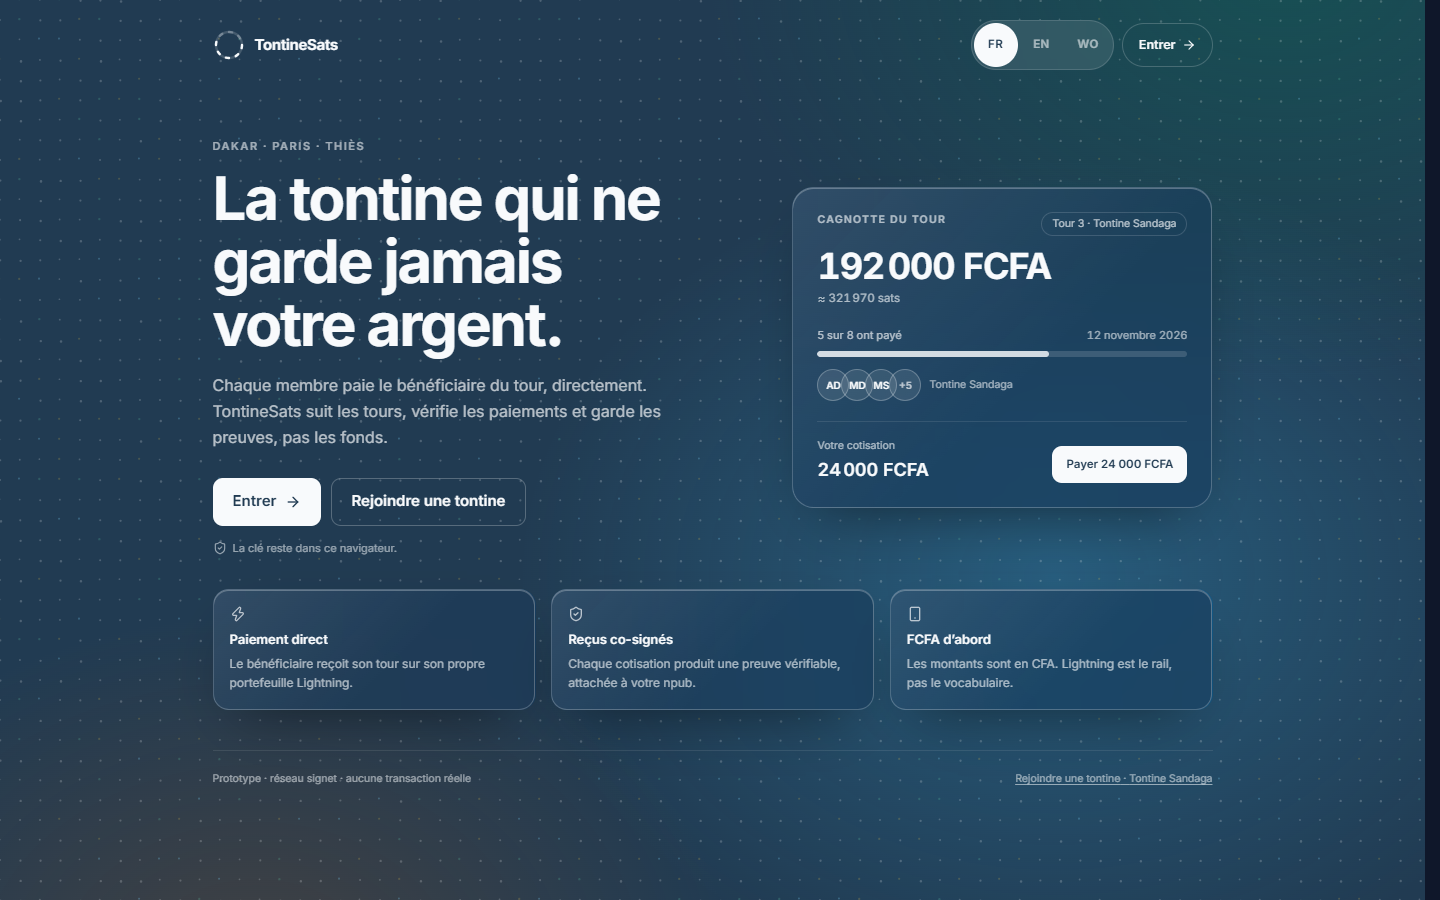 TontineSats
FR EN WO Entrer
DAKAR · PARIS · THIÈS
La tontine qui ne
garde jamais
votre argent.
Chaque membre paie le bénéficiaire du tour, directement.
TontineSats suit les tours, vérifie les paiements et garde les
preuves, pas les fonds.
Entrer
Rejoindre une tontine
La clé reste dans ce navigateur.
CAGNOTTE DU TOUR
Tour 3 · Tontine Sandaga
192 000 FCFA
≈ 321 970 sats
5 sur 8 ont payé
12 novembre 2026
AD MD MS +5 Tontine Sandaga
Votre cotisation
24 000 FCFA
Payer 24 000 FCFA
Paiement direct
Le bénéficiaire reçoit son tour sur son propre
portefeuille Lightning.
Reçus co-signés
Chaque cotisation produit une preuve vérifiable,
attachée à votre npub.
FCFA d’abord
Les montants sont en CFA. Lightning est le rail,
pas le vocabulaire.
Prototype · réseau signet · aucune transaction réelle
Rejoindre une tontine · Tontine Sandaga